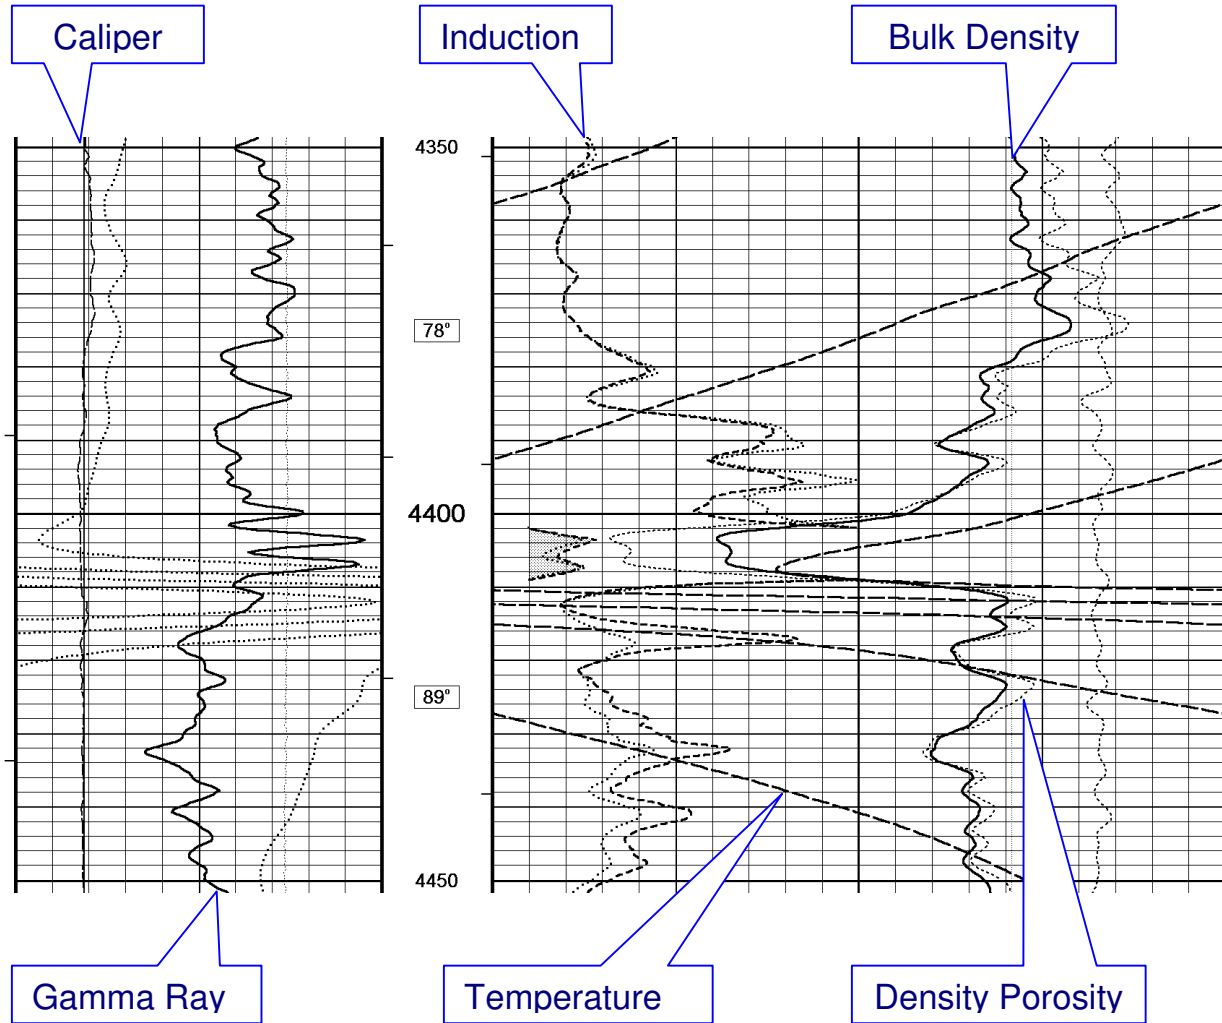 Caliper
Induction
Bulk Density
4350
78°
4400
89°
4450
Gamma Ray
Temperature
Density Porosity